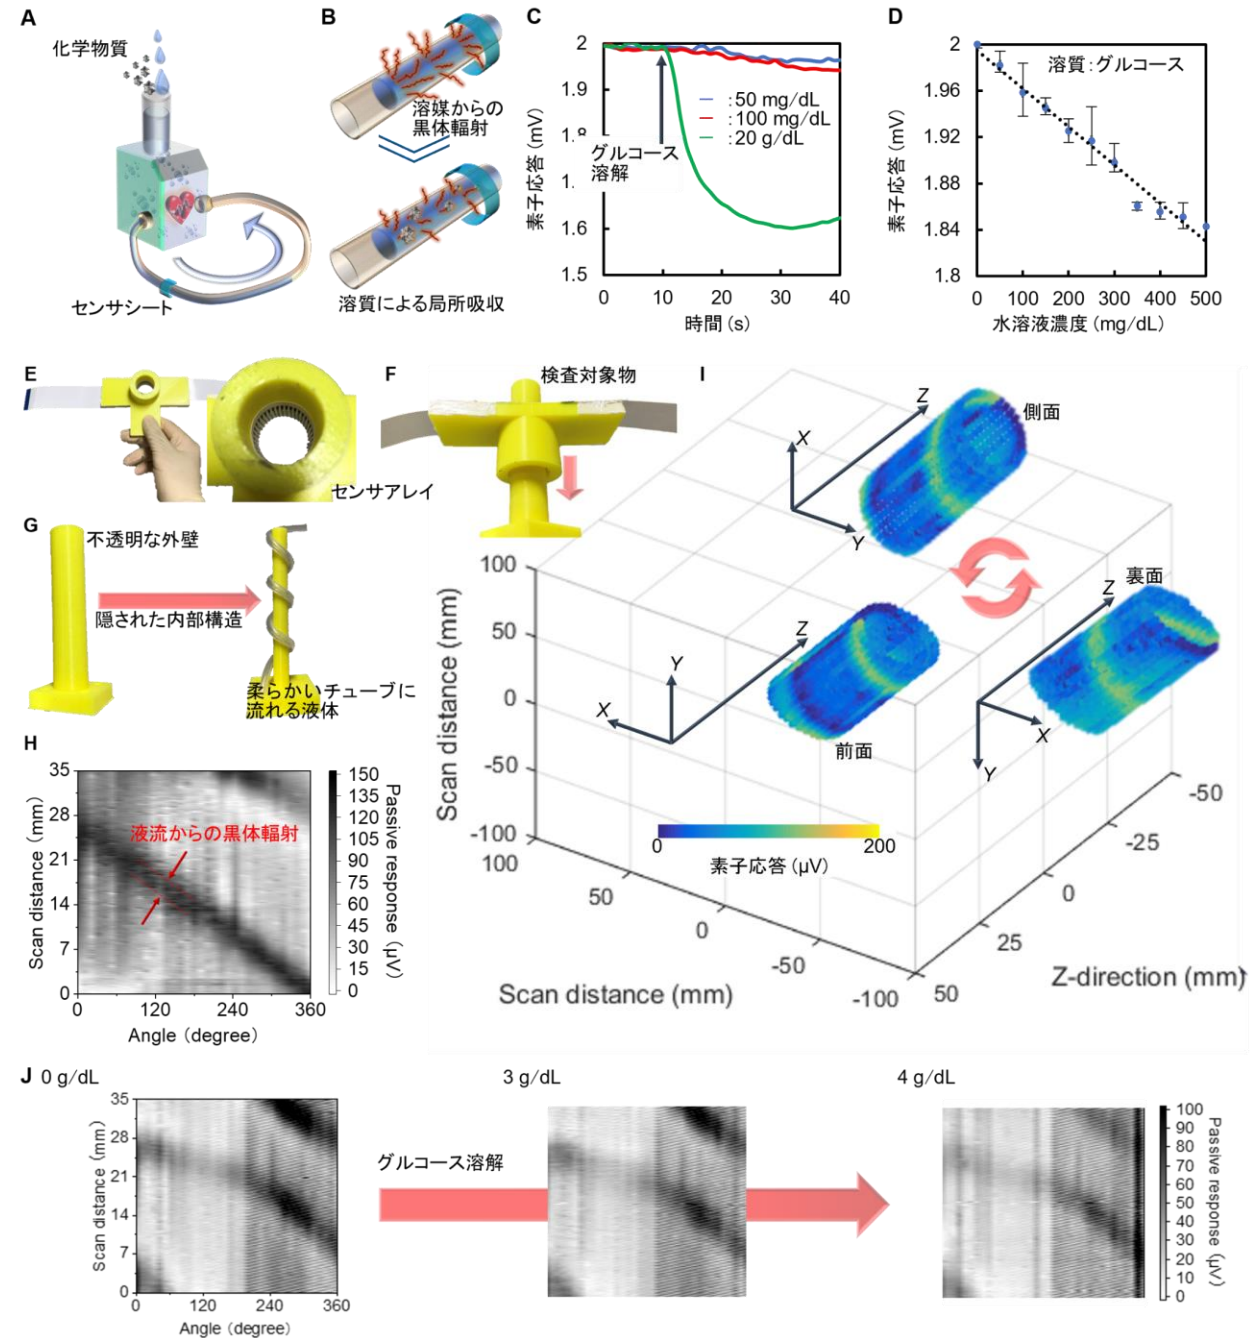 A
化学物質
センサシート
B
溶媒からの
黒体輻射
溶質による局所吸収
C
2
1.9
1.8
1.
1.6
1.5
素子応答 (mV)
: 50 mg/dL
: 100 mg/dL
: 20 g/dL
グルコース
溶解
0 10 20 30 40
時間 (s)
D
2
1.96
1.92
1.88
1.84
1.8
素子応答 (mV)
溶質：グルコース
0 100 200 300 400 500
水溶液濃度 (mg/dL)
E
センサアレイ
F
検査対象物
G
不透明な外壁
隠された内部構造
柔らかいチューブに
流れる液体
H
35
28
21
14
7
0
Scan distance (mm)
液流からの黒体輻射
0 120 240 360
Angle (degree)
150
135
120
105
90
75
60
45
30
15
0
Passive response (μV)
I
X
Z
Y
側面
Z
Y
X
前面
Z
裏面
X
Y
100
50
0
-50
-100
Scan distance (mm)
100
50
0
-50
-100
Scan distance (mm)
50
25
0
-25
-50
Z-direction (mm)
0 200
素子応答 (μV)
J
0 g/dL
3 g/dL
4 g/dL
35
28
21
14
7
0
Scan distance (mm)
0 120 240 360
Angle (degree)
グルコース溶解
100
90
80
70
60
50
40
30
20
10
0
Passive response (μV)